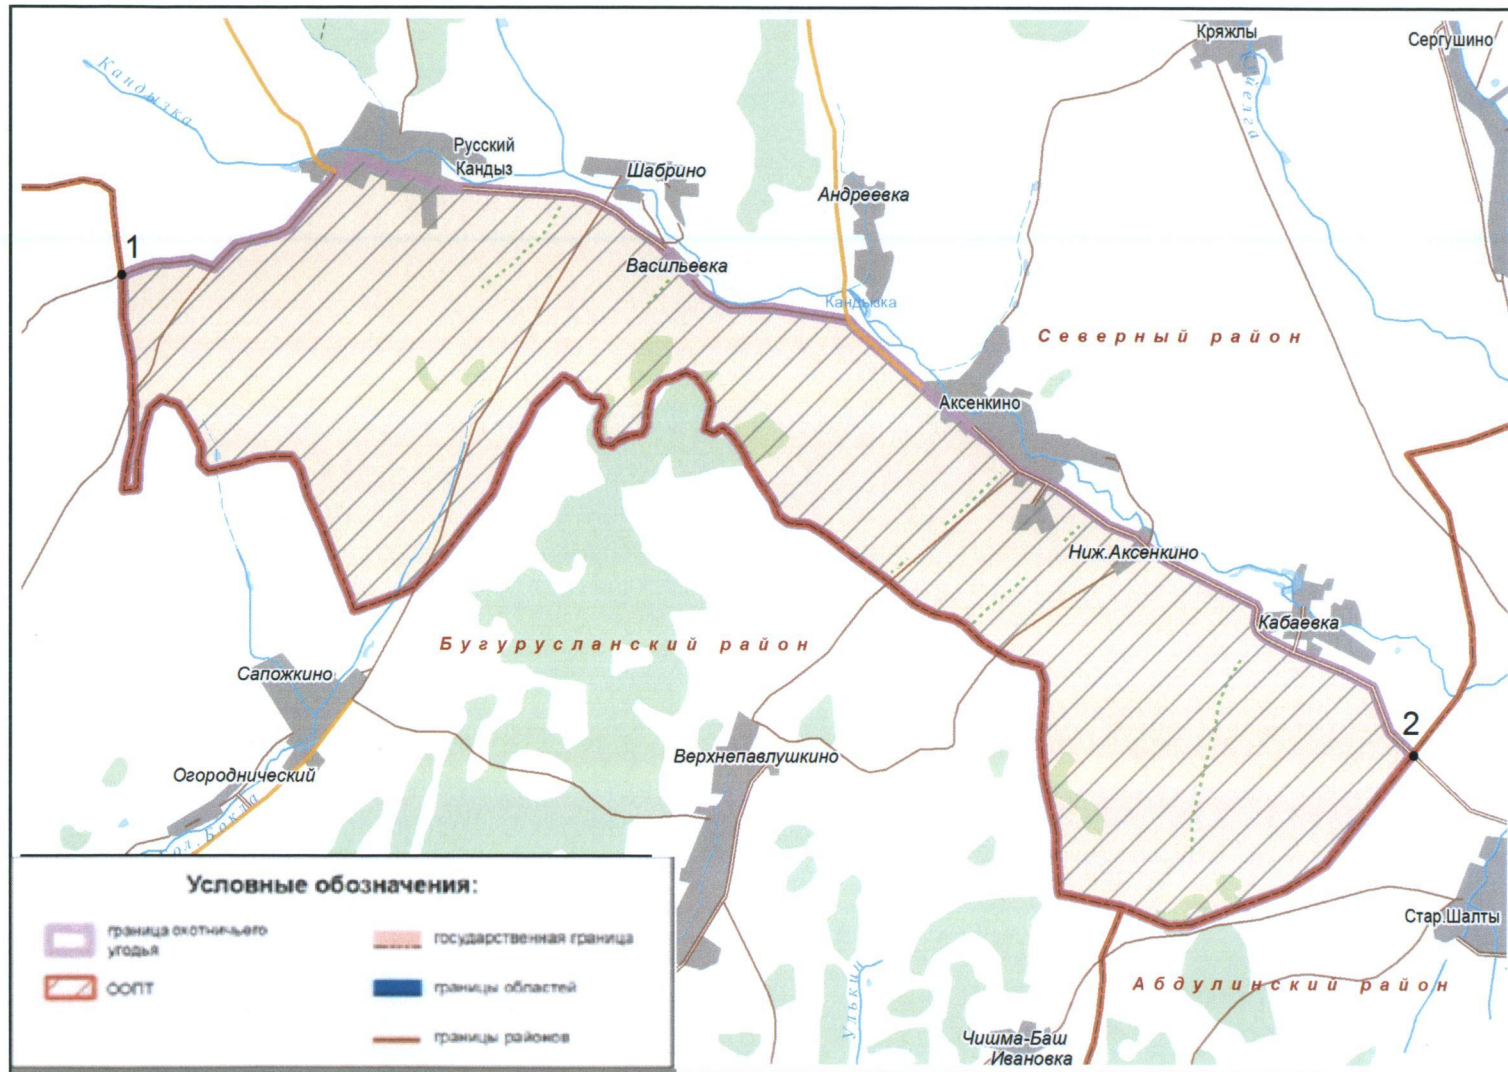 Кряжлы
Сергушино
Кандызка
Русский
Кандыз
Шабрино
Андреевка
1
Васильевка
Кандызка
Северный район
Аксенкино
Ниж.Аксенкино
Кабаевка
Бугурусланский район
Сапожкино
2
Верхнепавлушкино
Огороднический
ол. Бокла
Стар.Шалты
Абдулинский район
Чишма-Баш
Ивановка
Условные обозначения:
граница охотничьего
угодья
государственная граница
ООПТ
границы областей
границы районов